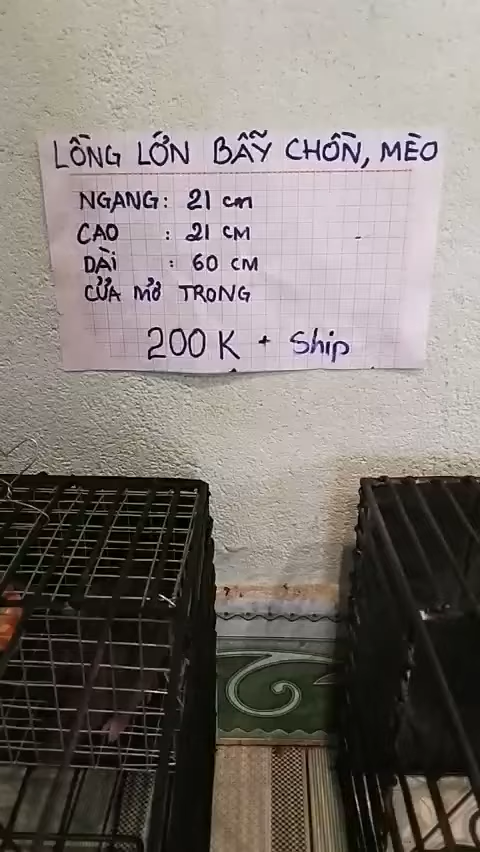 LỒNG LỚN BẪY CHỒN, MÈO
NGANG: 21 cm
CAO : 21 CM
DÀI : 60 CM
CỬA MỞ TRONG
200 K + Ship